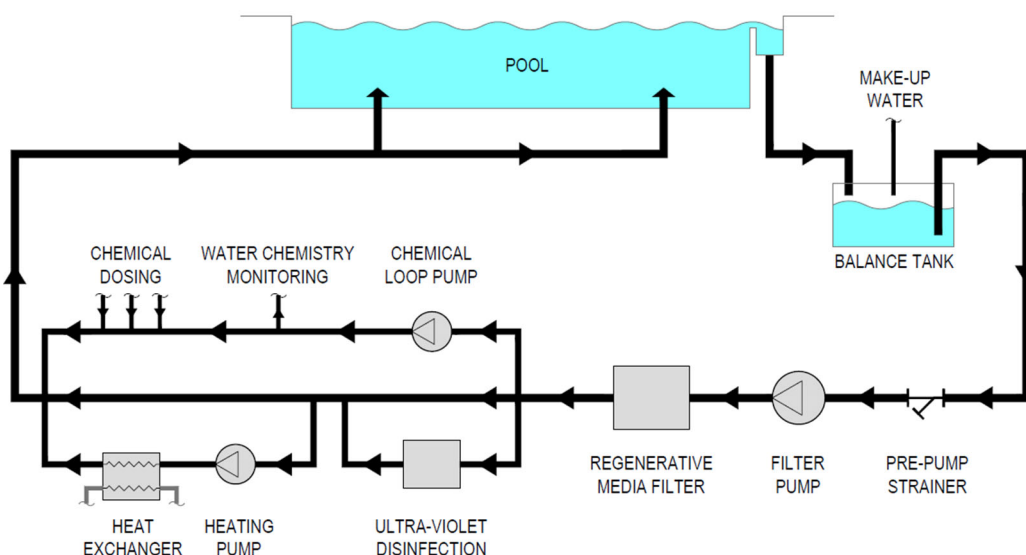 POOL
MAKE-UP
WATER
BALANCE TANK
CHEMICAL
DOSING
WATER CHEMISTRY
MONITORING
CHEMICAL
LOOP PUMP
REGENERATIVE
MEDIA FILTER
FILTER
PUMP
PRE-PUMP
STRAINER
HEAT
EXCHANGER
HEATING
PUMP
ULTRA-VIOLET
DISINFECTION